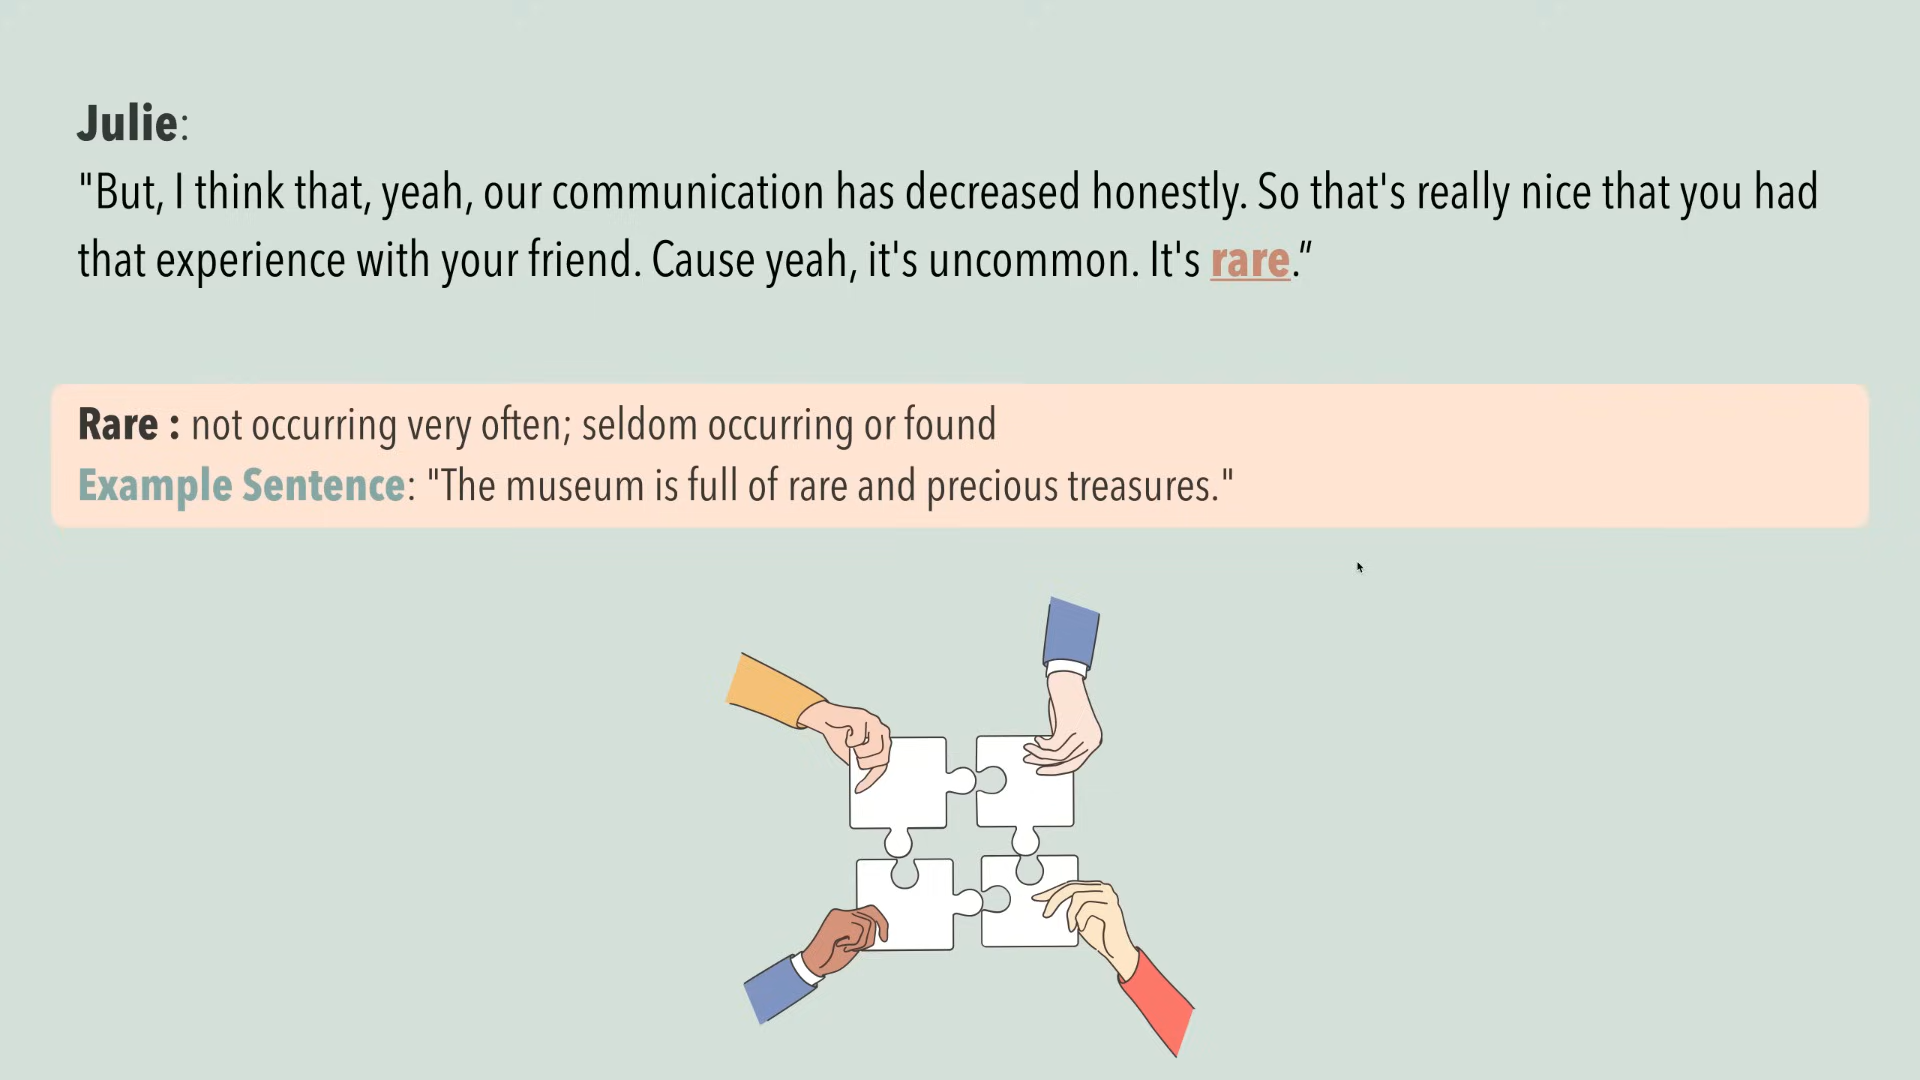 Julie:
"But, I think that, yeah, our communication has decreased honestly. So that's really nice that you had
that experience with your friend. Cause yeah, it's uncommon. It's rare.”
Rare : not occurring very often; seldom occurring or found
Example Sentence: "The museum is full of rare and precious treasures."